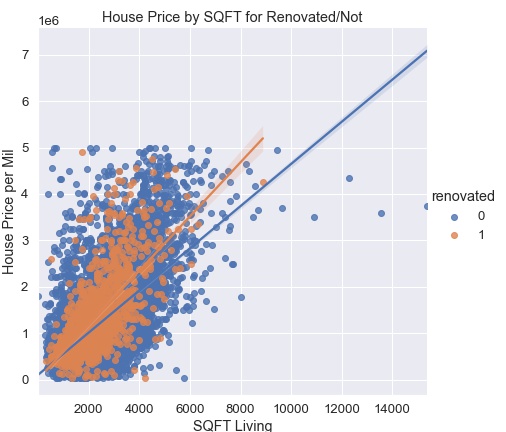 House Price by SQFT for Renovated/Not
1e6
7
6
5
4
3
2
1
0
House Price per Mil
2000 4000 6000 8000 10000 12000 14000
SQFT Living
renovated
0
1